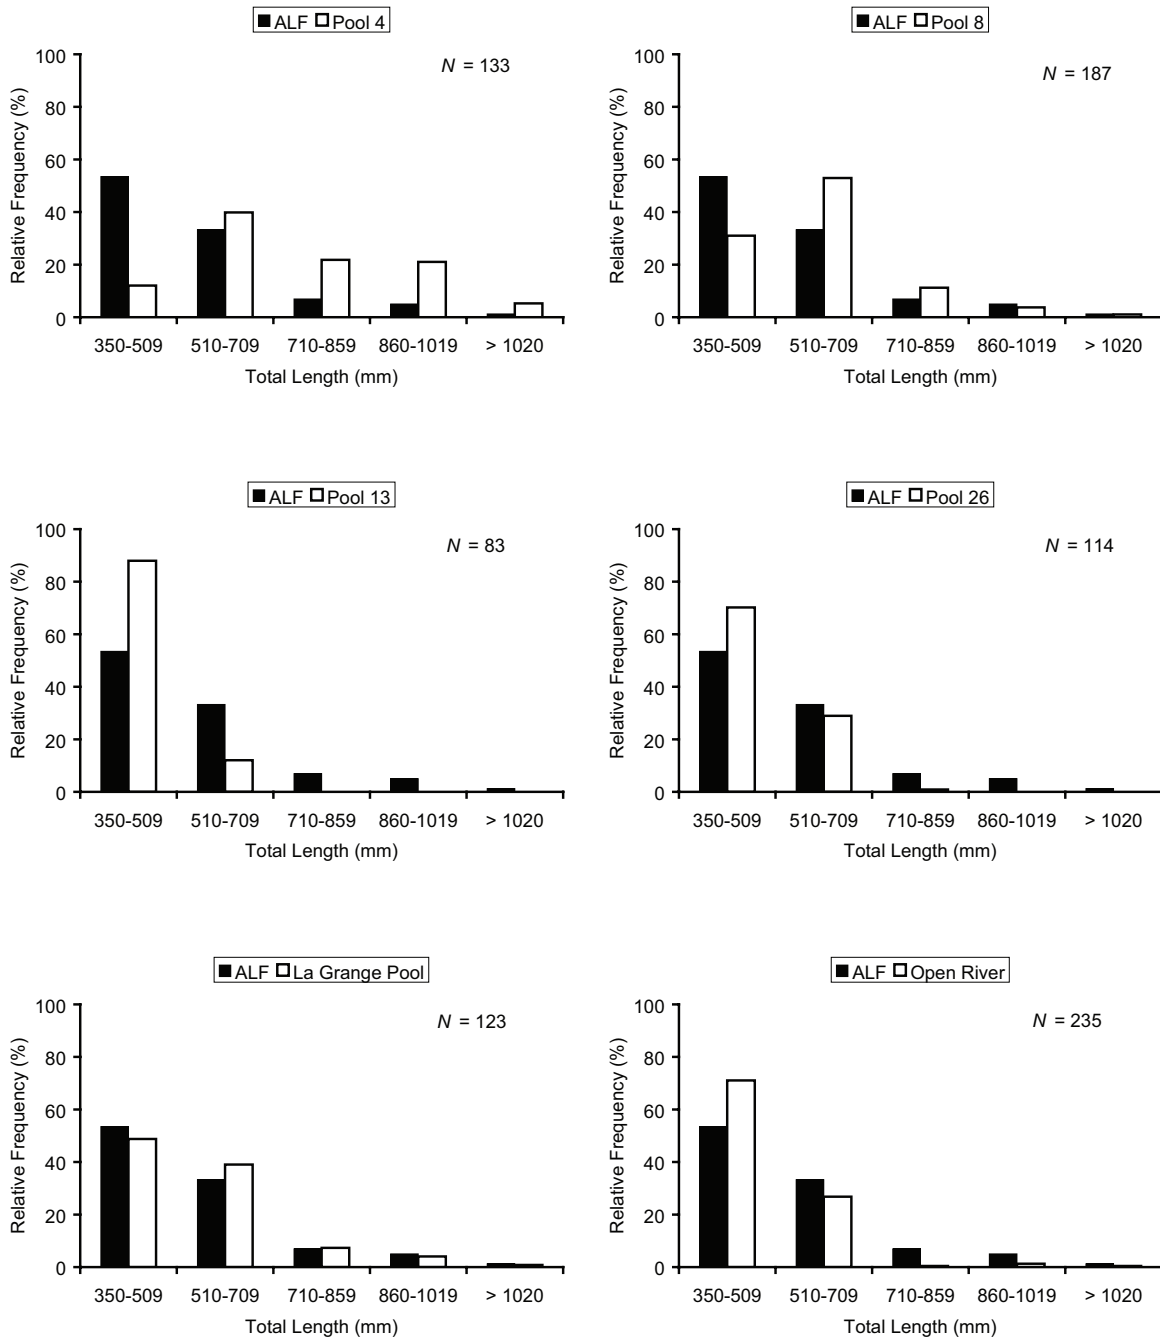 ALF Pool 4
N = 133
Relative Frequency (%)
100
80
60
40
20
0
350-509 510-709 710-859 860-1019 > 1020
Total Length (mm)
ALF Pool 8
N = 187
Relative Frequency (%)
100
80
60
40
20
0
350-509 510-709 710-859 860-1019 > 1020
Total Length (mm)
ALF Pool 13
N = 83
Relative Frequency (%)
100
80
60
40
20
0
350-509 510-709 710-859 860-1019 > 1020
Total Length (mm)
ALF Pool 26
N = 114
Relative Frequency (%)
100
80
60
40
20
0
350-509 510-709 710-859 860-1019 > 1020
Total Length (mm)
ALF La Grange Pool
N = 123
Relative Frequency (%)
100
80
60
40
20
0
350-509 510-709 710-859 860-1019 > 1020
Total Length (mm)
ALF Open River
N = 235
Relative Frequency (%)
100
80
60
40
20
0
350-509 510-709 710-859 860-1019 > 1020
Total Length (mm)